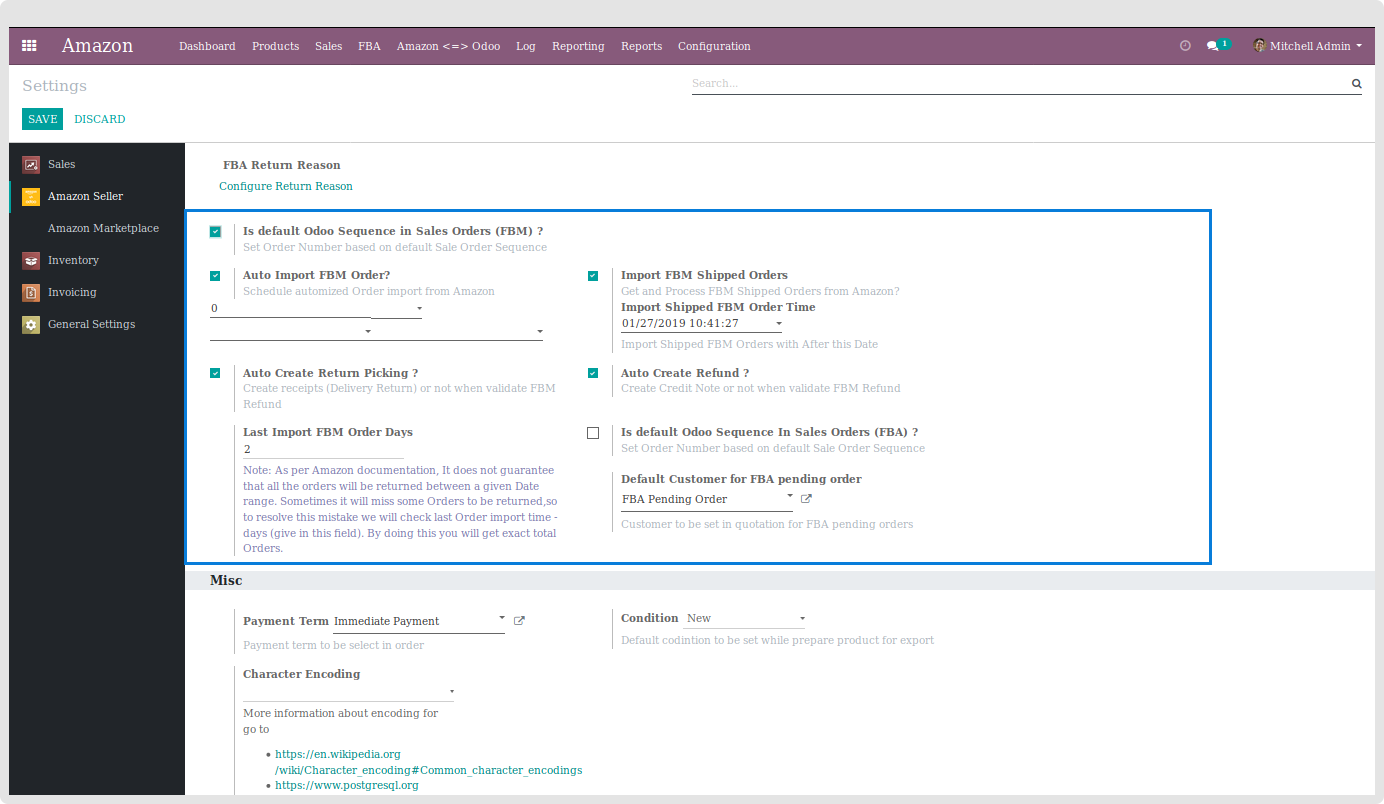 Amazon Dashboard Products Sales FBA Amazon <=> Odoo Log Reporting Reports Configuration 1 Mitchell Admin
Settings Search...
SAVE DISCARD
Sales
Amazon Seller
Amazon Marketplace
Inventory
Invoicing
General Settings
FBA Return Reason
Configure Return Reason
Is default Odoo Sequence in Sales Orders (FBM) ?
Set Order Number based on default Sale Order Sequence
Auto Import FBM Order?
Schedule automized Order import from Amazon
0
Import FBM Shipped Orders
Get and Process FBM Shipped Orders from Amazon?
Import Shipped FBM Order Time
01/27/2019 10:41:27
Import Shipped FBM Orders with After this Date
Auto Create Return Picking ?
Create receipts (Delivery Return) or not when validate FBM
Refund
Auto Create Refund ?
Create Credit Note or not when validate FBM Refund
Last Import FBM Order Days
2
Note: As per Amazon documentation, It does not guarantee
that all the orders will be returned between a given Date
range. Sometimes it will miss some Orders to be returned,so
to resolve this mistake we will check last Order import time -
days (give in this field). By doing this you will get exact total
Orders.
Is default Odoo Sequence In Sales Orders (FBA) ?
Set Order Number based on default Sale Order Sequence
Default Customer for FBA pending order
FBA Pending Order
Customer to be set in quotation for FBA pending orders
Misc
Payment Term Immediate Payment
Payment term to be select in order
Condition New
Default codintion to be set while prepare product for export
Character Encoding
More information about encoding for
go to
https://en.wikipedia.org
/wiki/Character_encoding#Common_character_encodings
https://www.postgresql.org